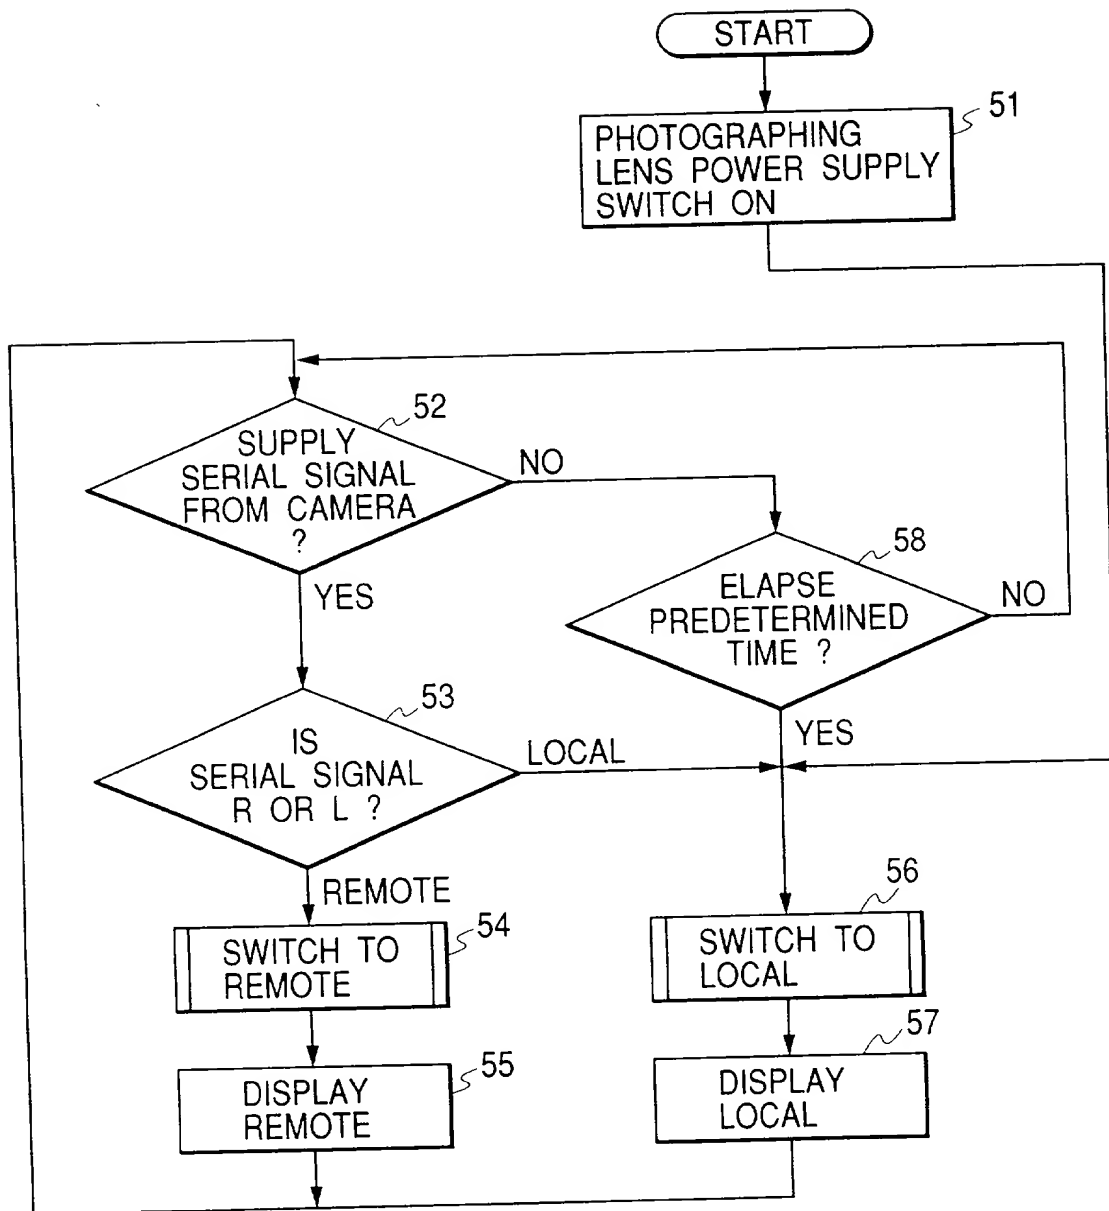 START
51
PHOTOGRAPHING
LENS POWER SUPPLY
SWITCH ON
52
SUPPLY
SERIAL SIGNAL
FROM CAMERA
?
NO
YES
58
ELAPSE
PREDETERMINED
TIME ?
NO
YES
53
IS
SERIAL SIGNAL
R OR L ?
LOCAL
REMOTE
54
SWITCH TO
REMOTE
56
SWITCH TO
LOCAL
55
DISPLAY
REMOTE
57
DISPLAY
LOCAL